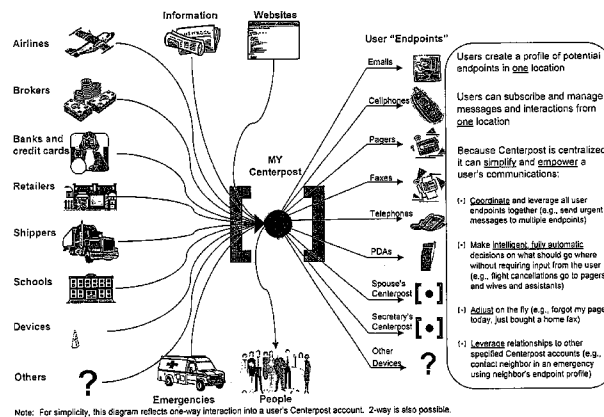 Information
Websites
Airlines
Brokers
Banks and
credit cards
Retailers
Shippers
Schools
Devices
Others
?
Emergencies
People
MY
Centerpost
User "Endpoints"
Emails
Cellphones
Pagers
Faxes
Telephones
PDAs
Spouse's
Centerpost
Secretary's
Centerpost
Other
Devices
?
Users create a profile of potential
endpoints in one location
Users can subscribe and manage
messages and interactions from
one location
Because Centerpost is centralized
it can simplify and empower a
user's communications:
(-) Coordinate and leverage all user
endpoints together (e.g., send urgent
messages to multiple endpoints)
(-) Make intelligent, fully automatic
decisions on what should go where
without requiring input from the user
(e.g., flight cancellations go to pagers
and wives and assistants)
(-) Adjust on the fly (e.g., forgot my page
today, just bought a home fax)
(-) Leverage relationships to other
specified Centerpost accounts (e.g.,
contact neighbor in an emergency
using neighbor's endpoint profile)
Note: For simplicity, this diagram reflects one-way interaction into a user's Centerpost account. 2-way is also possible.